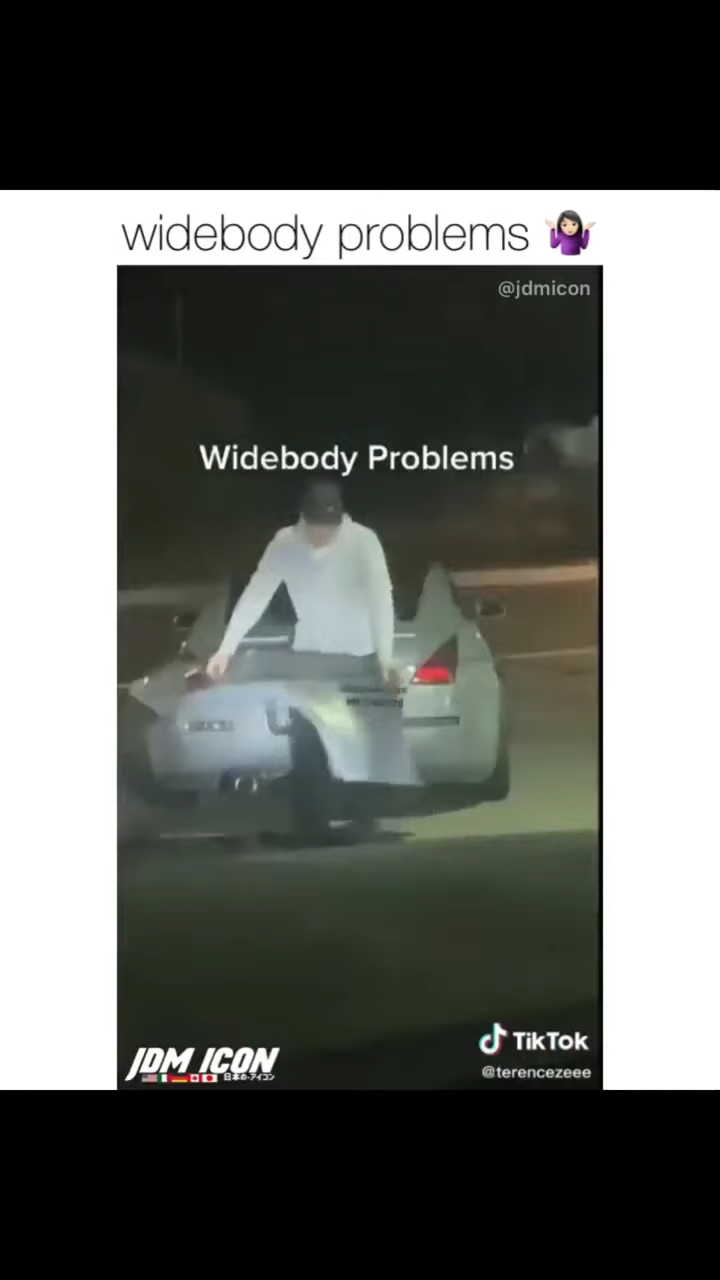 widebody problems 🤷🏻‍♀️
@jdmicon
Widebody Problems
JDM ICON
日本の-アイコン
TikTok
@terencezeee